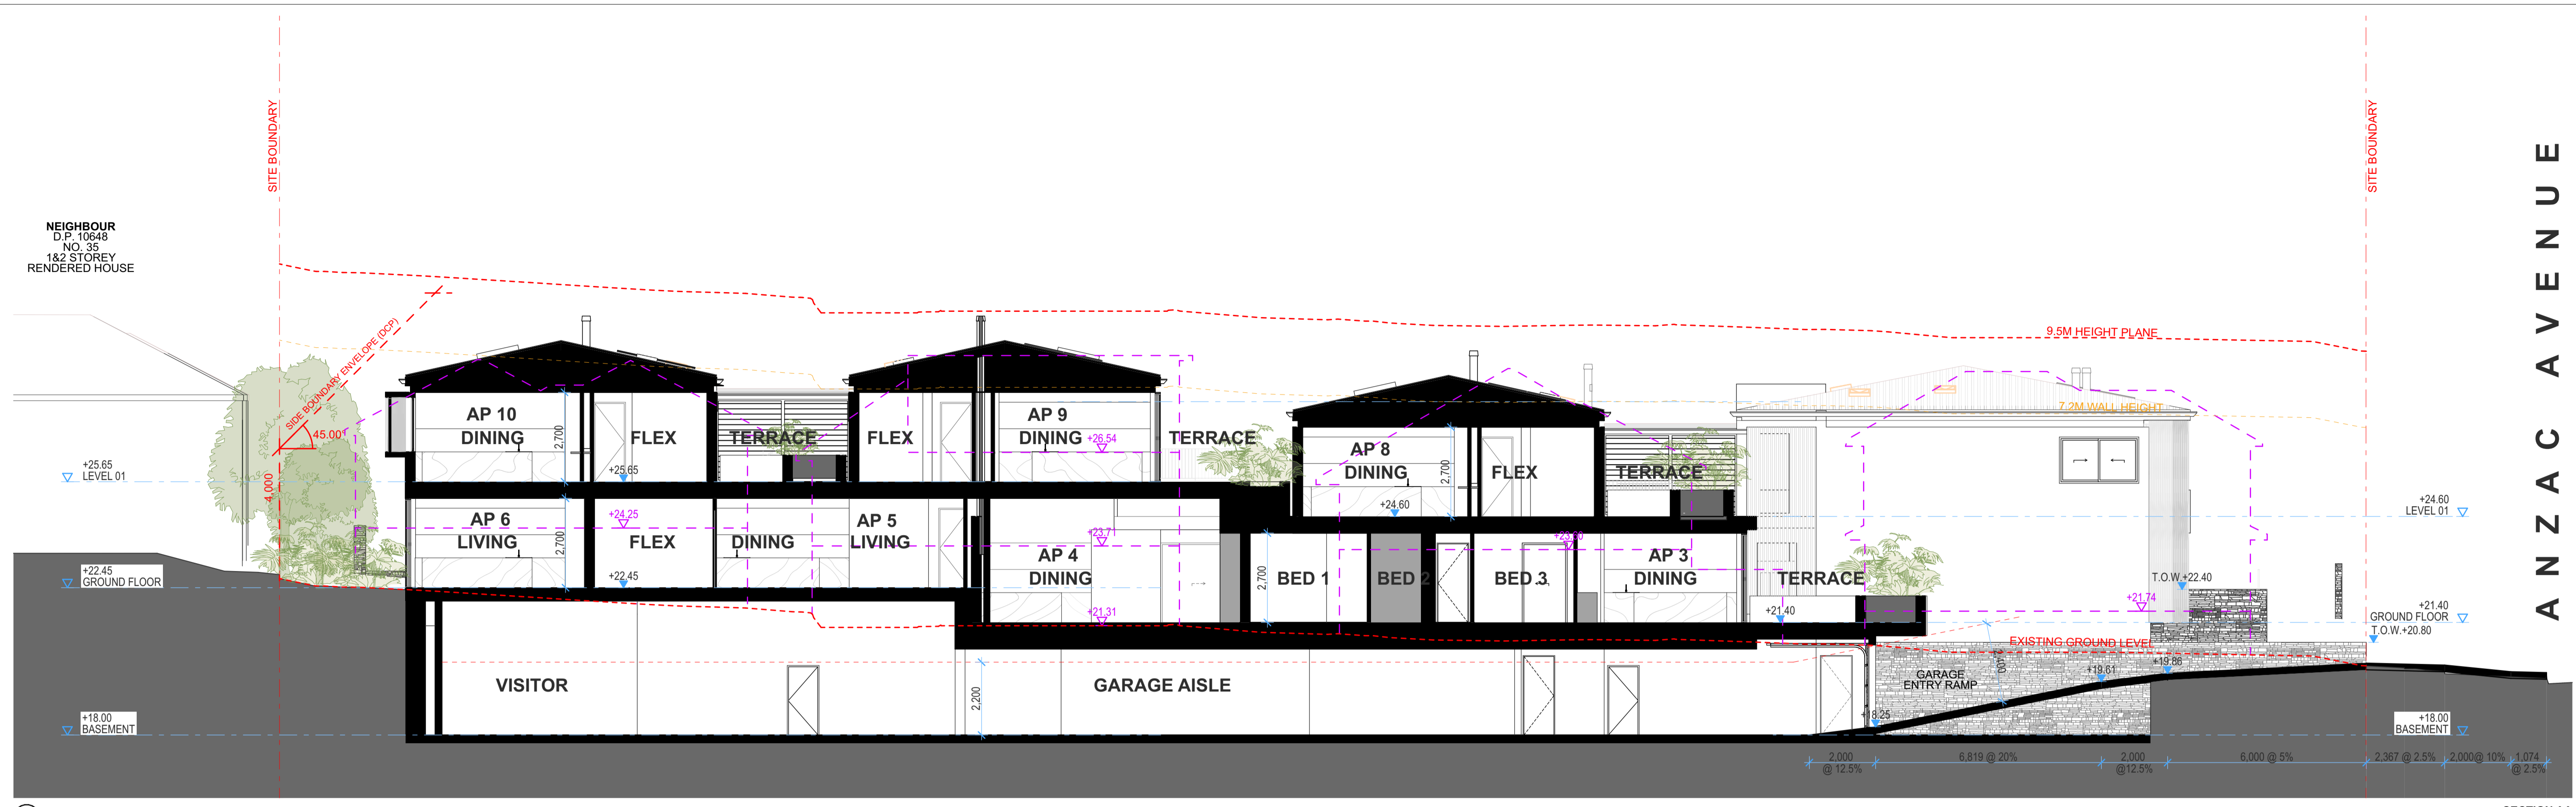 SITE BOUNDARY
SITE BOUNDARY
ANZAC AVENUE
NEIGHBOUR
D.P. 10648
NO. 35
1&2 STOREY
RENDERED HOUSE
SIDE BOUNDARY ENVELOPE (DCP)
45.00°
4.000
9.5M HEIGHT PLANE
7.2M WALL HEIGHT
AP 10
DINING
2,700
FLEX
+25.65
TERRACE
FLEX
AP 9
DINING
+26.54
TERRACE
AP 8
DINING
2,700
+24.60
FLEX
TERRACE
+25.65
LEVEL 01
+24.60
LEVEL 01
AP 6
LIVING
2,700
+24.25
FLEX
+22.45
DINING
AP 5
LIVING
+23.71
AP 4
DINING
+21.31
2,700
BED 1
BED 2
BED 3
AP 3
DINING
TERRACE
+21.40
T.O.W.+22.40
+21.74
+22.45
GROUND FLOOR
+21.40
GROUND FLOOR
T.O.W.+20.80
EXISTING GROUND LEVEL
VISITOR
2,200
GARAGE AISLE
GARAGE
ENTRY RAMP
+19.61
+19.86
+18.25
+18.00
BASEMENT
+18.00
BASEMENT
2,000
@ 12.5%
6,819 @ 20%
2,000
@12.5%
6,000 @ 5%
2,367 @ 2.5%
2,000@ 10%
1,074
@ 2.5%